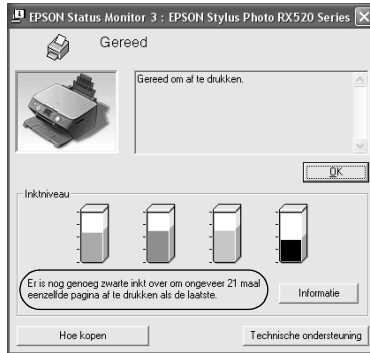 EPSON Status Monitor 3 : EPSON Stylus Photo RX520 Series
Gereed
Gereed om af te drukken.
OK
Inktniveau
Er is nog genoeg zwarte inkt over om ongeveer 21 maal
eenzelfde pagina af te drukken als de laatste.
Informatie
Hoe kopen
Technische ondersteuning